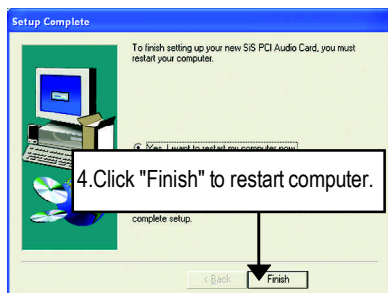 Setup Complete
To finish setting up your new SiS PCI Audio Card, you must
restart your computer.
Yes, I want to restart my computer now.
4.Click "Finish" to restart computer.
complete setup.
< Back
Finish